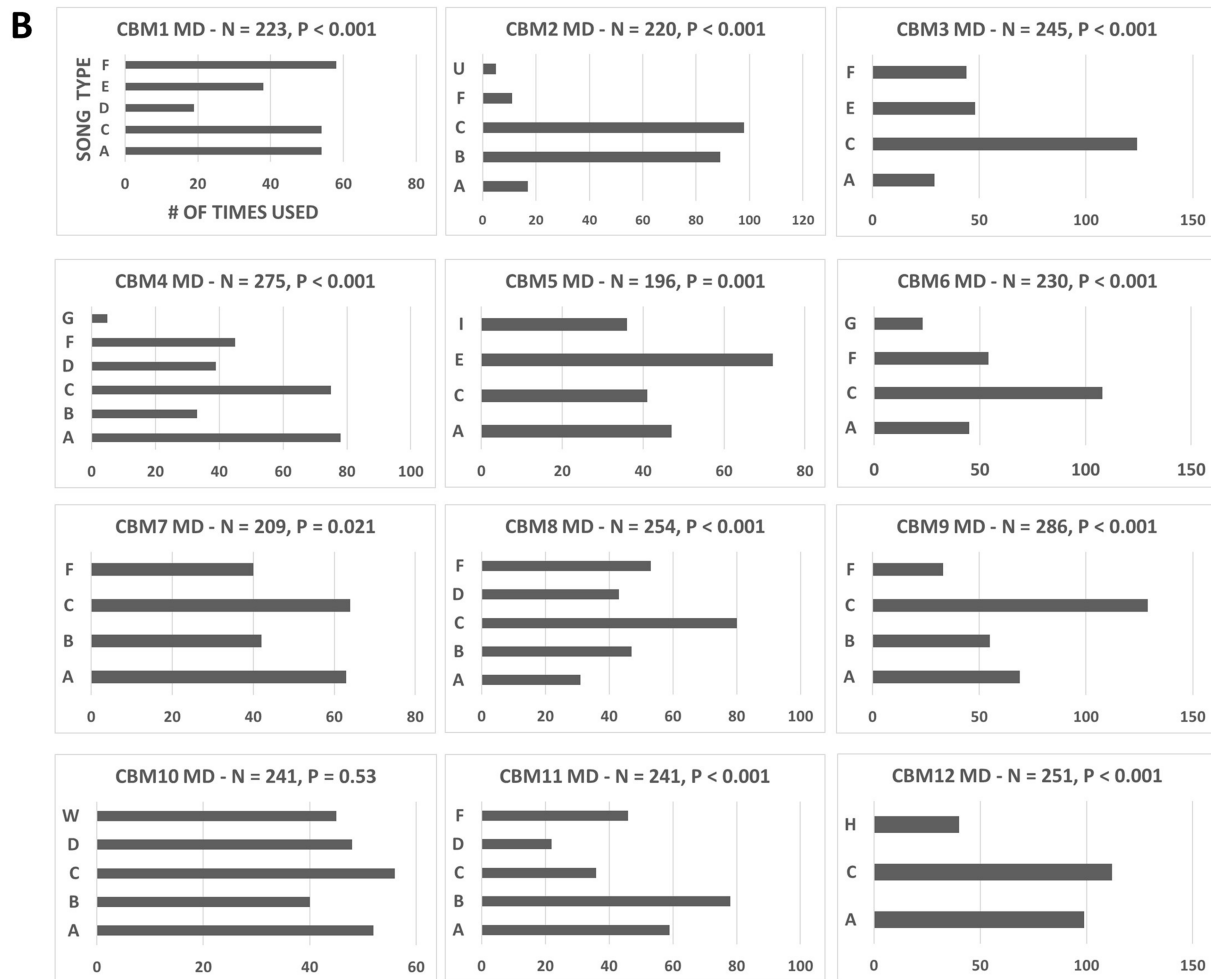 B
CBM1 MD - N = 223, P < 0.001
SONG TYPE
F
E
D
C
A
0 20 40 60 80
# OF TIMES USED
CBM2 MD - N = 220, P < 0.001
U
F
C
B
A
0 20 40 60 80 100 120
CBM3 MD - N = 245, P < 0.001
F
E
C
A
0 50 100 150
CBM4 MD - N = 275, P < 0.001
G
F
D
C
B
A
0 20 40 60 80 100
CBM5 MD - N = 196, P = 0.001
I
E
C
A
0 20 40 60 80
CBM6 MD - N = 230, P < 0.001
G
F
C
A
0 50 100 150
CBM7 MD - N = 209, P = 0.021
F
C
B
A
0 20 40 60 80
CBM8 MD - N = 254, P < 0.001
F
D
C
B
A
0 20 40 60 80 100
CBM9 MD - N = 286, P < 0.001
F
C
B
A
0 50 100 150
CBM10 MD - N = 241, P = 0.53
W
D
C
B
A
0 20 40 60
CBM11 MD - N = 241, P < 0.001
F
D
C
B
A
0 20 40 60 80 100
CBM12 MD - N = 251, P < 0.001
H
C
A
0 50 100 150